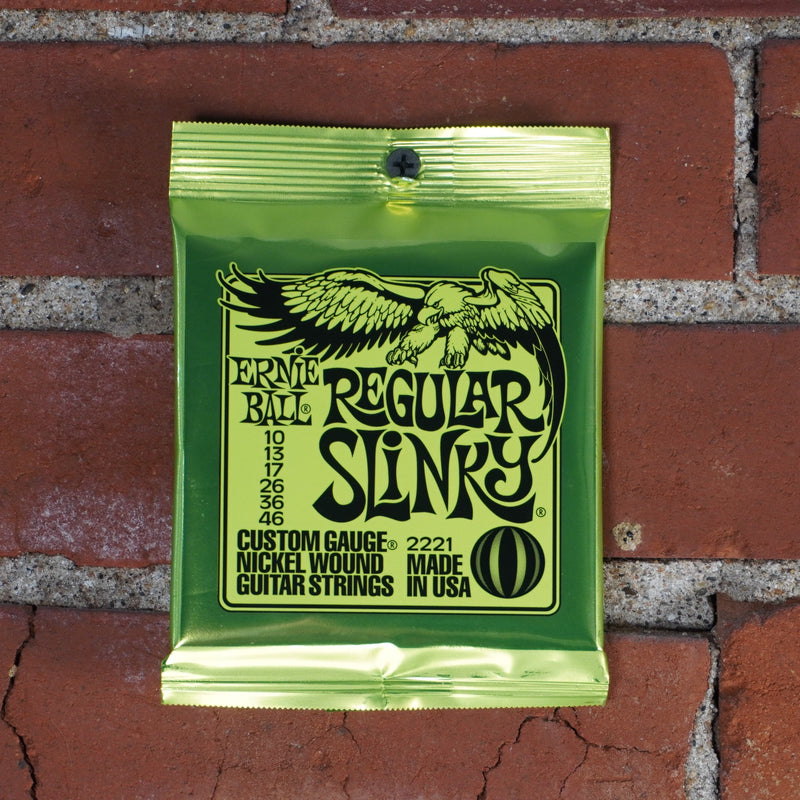 ERNiE
BALL®
REGULAR
SLiNKY®
10
13
17
26
36
46
CUSTOM GAUGE®
NICKEL WOUND
GUITAR STRINGS
2221
MADE
IN USA